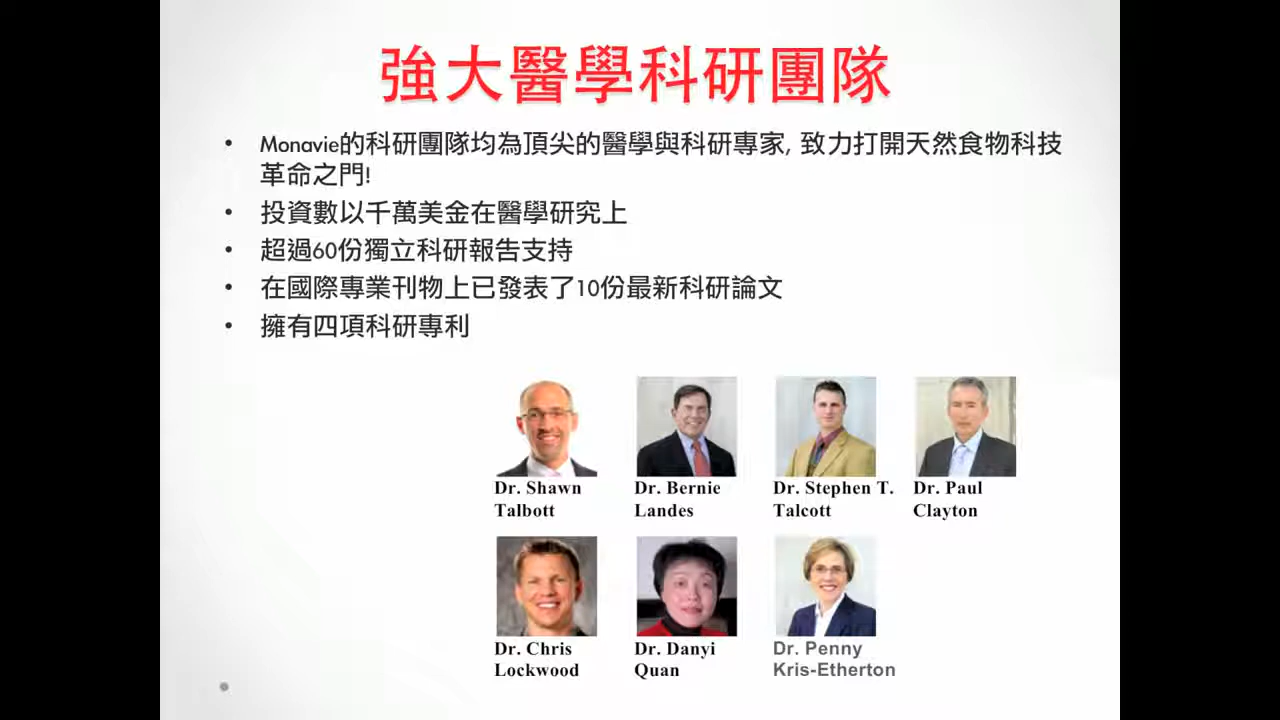 強大醫學科研團隊
• Monavie的科研團隊均為頂尖的醫學與科研專家, 致力打開天然食物科技
革命之門!
• 投資數以千萬美金在醫學研究上
• 超過60份獨立科研報告支持
• 在國際專業刊物上已發表了10份最新科研論文
• 擁有四項科研專利
Dr. Shawn
Talbott
Dr. Bernie
Landes
Dr. Stephen T.
Talcott
Dr. Paul
Clayton
Dr. Chris
Lockwood
Dr. Danyi
Quan
Dr. Penny
Kris-Etherton